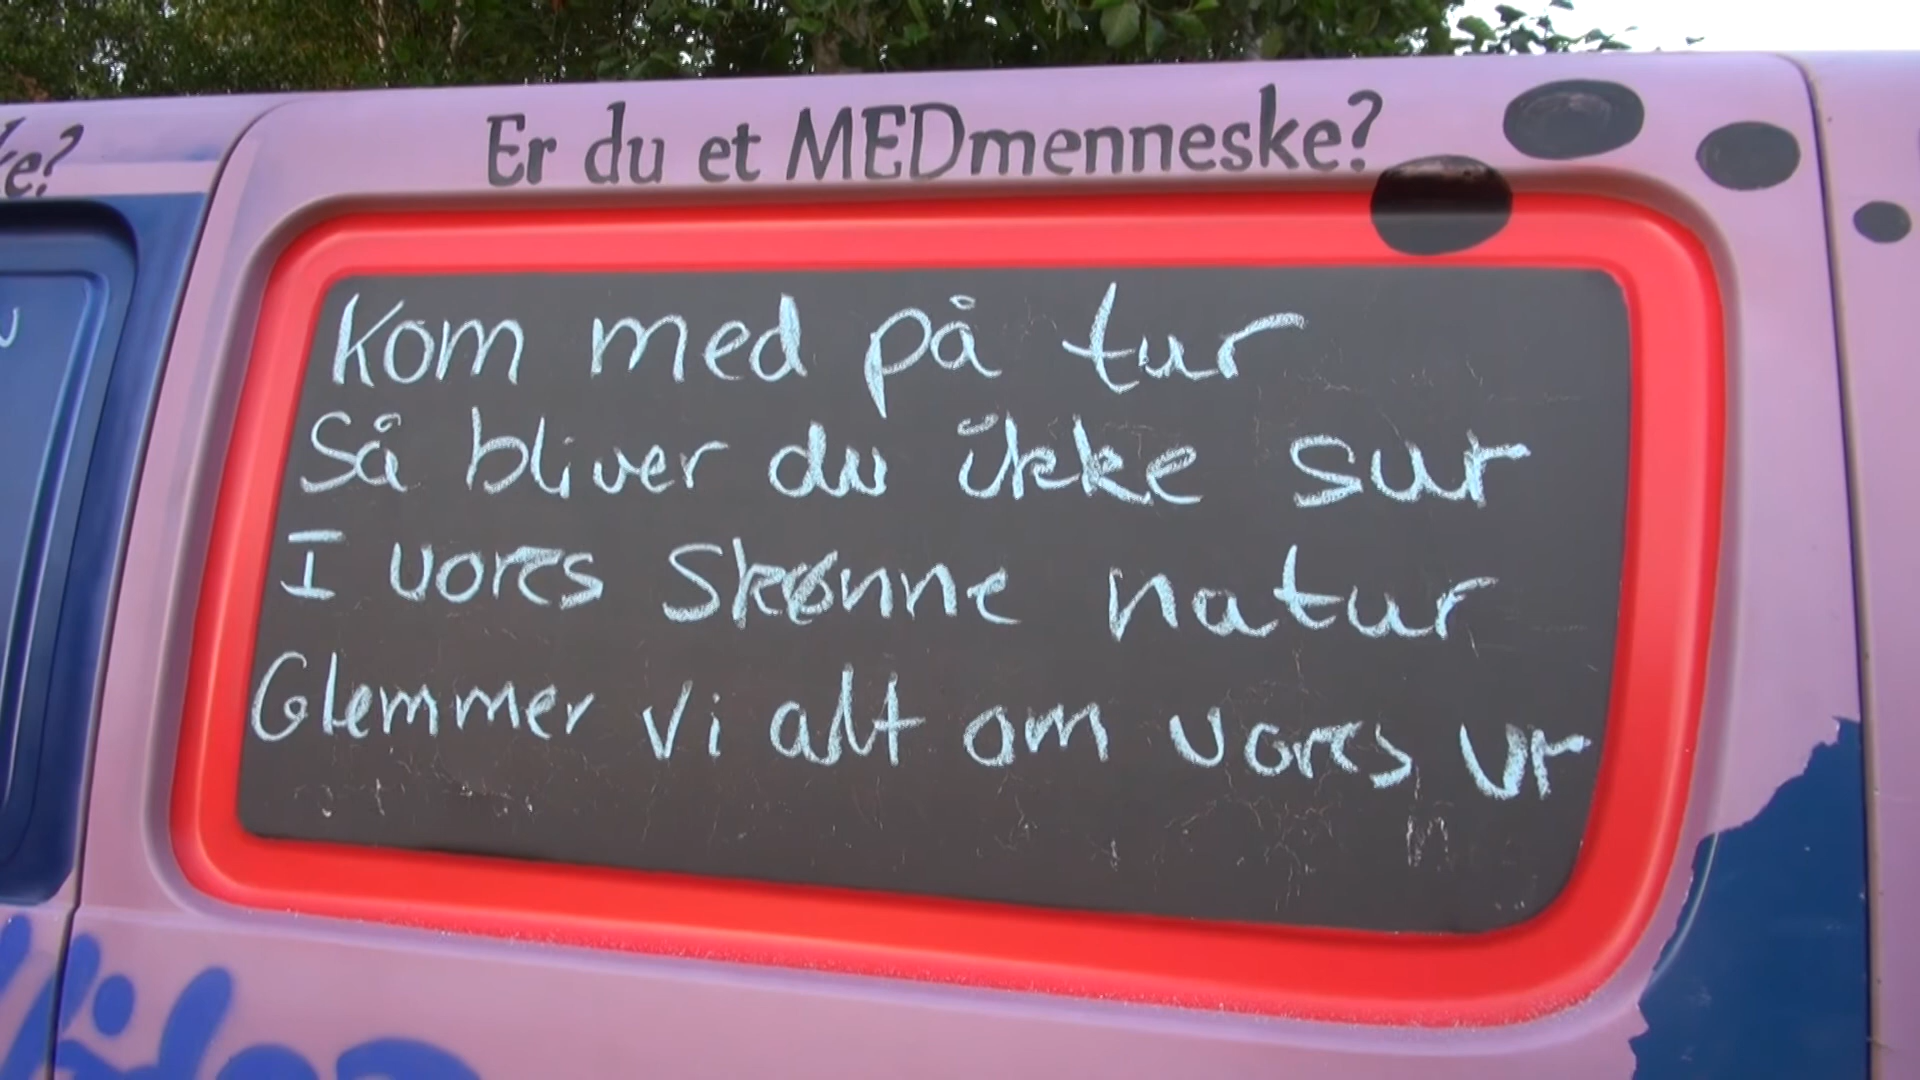 Er du et MEDmenneske?
Kom med på tur
Så bliver du ikke sur
I vores skønne natur
Glemmer vi alt om vores ur